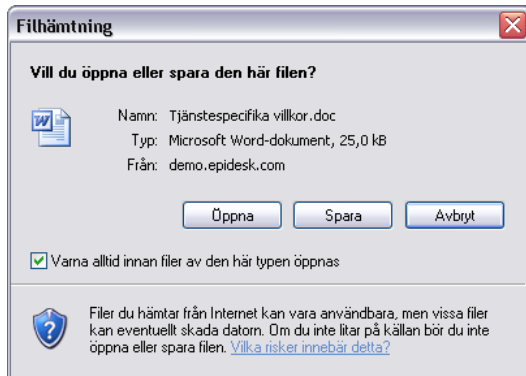 Filhämtning
Vill du öppna eller spara den här filen?
Namn: Tjänstespecifika villkor.doc
Typ: Microsoft Word-dokument, 25,0 kB
Från: demo.epidesk.com
Öppna Spara Avbryt
Varna alltid innan filer av den här typen öppnas
Filer du hämtar från Internet kan vara användbara, men vissa filer
kan eventuellt skada datorn. Om du inte litar på källan bör du inte
öppna eller spara filen. Vilka risker innebär detta?